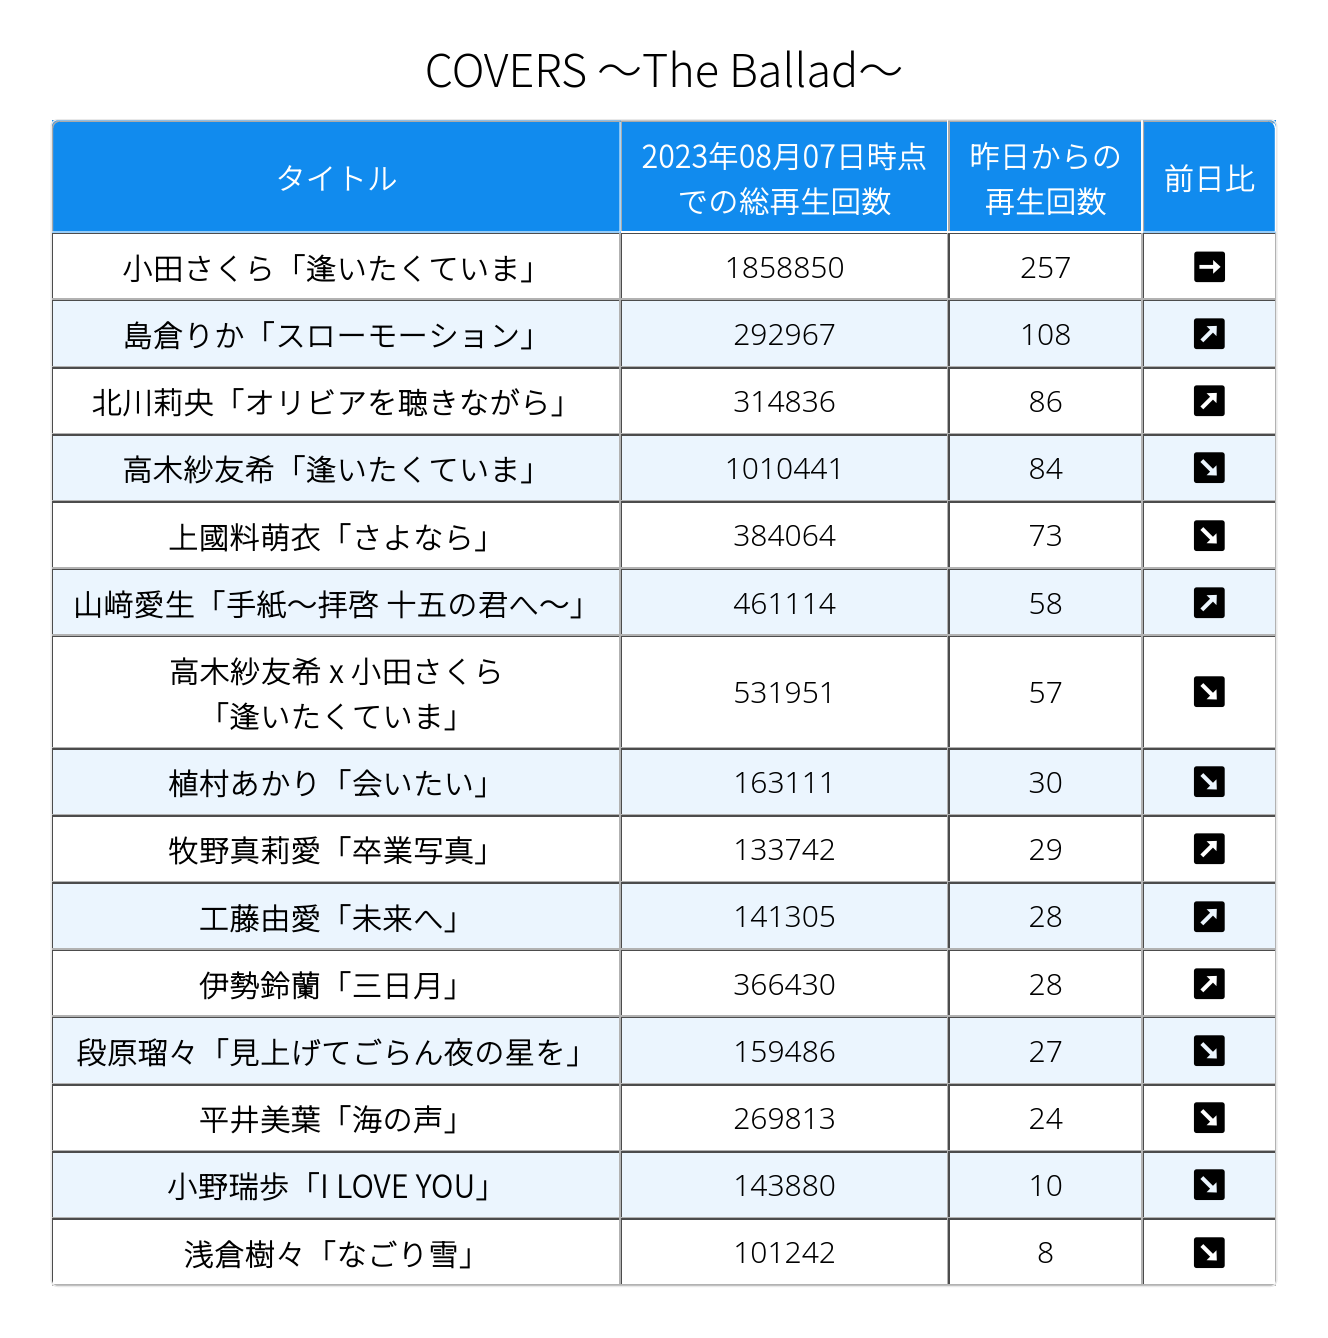 COVERS ～The Ballad～
タイトル
2023年08月07日時点
での総再生回数
昨日からの
再生回数
前日比
小田さくら「逢いたくていま」 1858850 257 ➡
島倉りか「スローモーション」 292967 108 ↗
北川莉央「オリビアを聴きながら」 314836 86 ↗
高木紗友希「逢いたくていま」 1010441 84 ↘
上國料萌衣「さよなら」 384064 73 ↘
山﨑愛生「手紙～拝啓 十五の君へ～」 461114 58 ↗
高木紗友希 x 小田さくら
「逢いたくていま」 531951 57 ↘
植村あかり「会いたい」 163111 30 ↘
牧野真莉愛「卒業写真」 133742 29 ↗
工藤由愛「未来へ」 141305 28 ↗
伊勢鈴蘭「三日月」 366430 28 ↗
段原瑠々「見上げてごらん夜の星を」 159486 27 ↘
平井美葉「海の声」 269813 24 ↘
小野瑞歩「I LOVE YOU」 143880 10 ↘
浅倉樹々「なごり雪」 101242 8 ↘